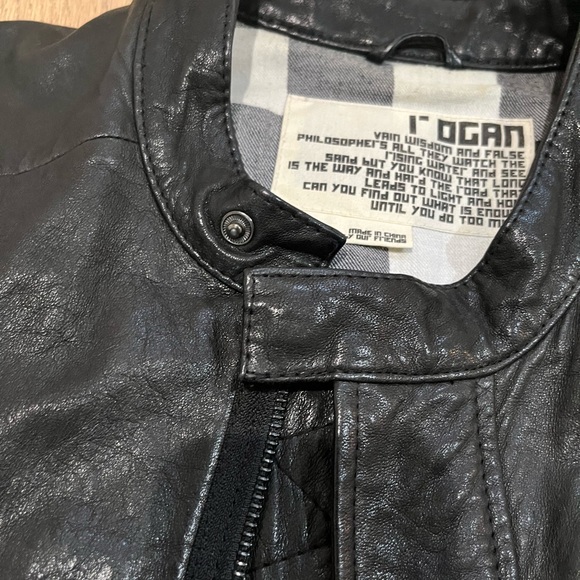 r ogan
VAIN WISDOM AND FALSE
PHILOSOPHEr'S ALL THEY WATCH THE
rISING WATER AND SEE
SAND bUT YOU KNOW THAT LONG
IS THE WAY AND HArD THE rOAD THAT
LEADS TO LIGHT AND HOW
CAN YOU FIND OUT WHAT IS ENOU
UNTIL YOU DO TOO M
MADE IN CHINA
Y OUr FrIENDS